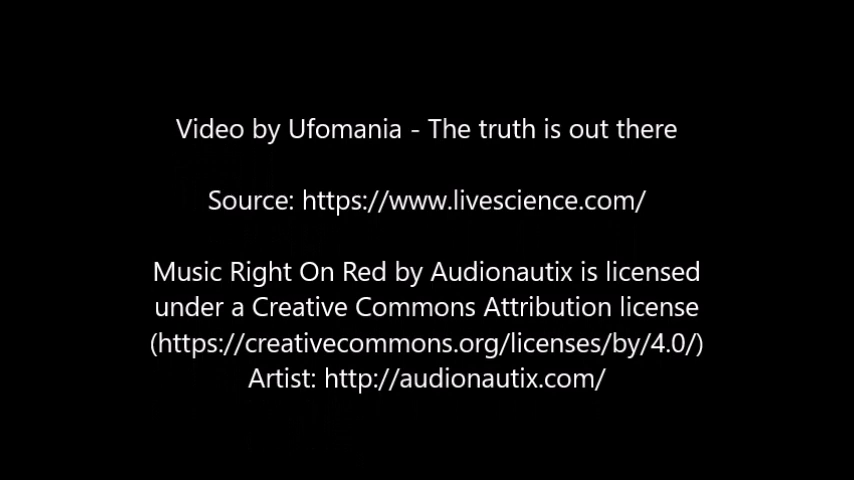 Video by Ufomania - The truth is out there
Source: https://www.livescience.com/
Music Right On Red by Audionautix is licensed
under a Creative Commons Attribution license
(https://creativecommons.org/licenses/by/4.0/)
Artist: http://audionautix.com/